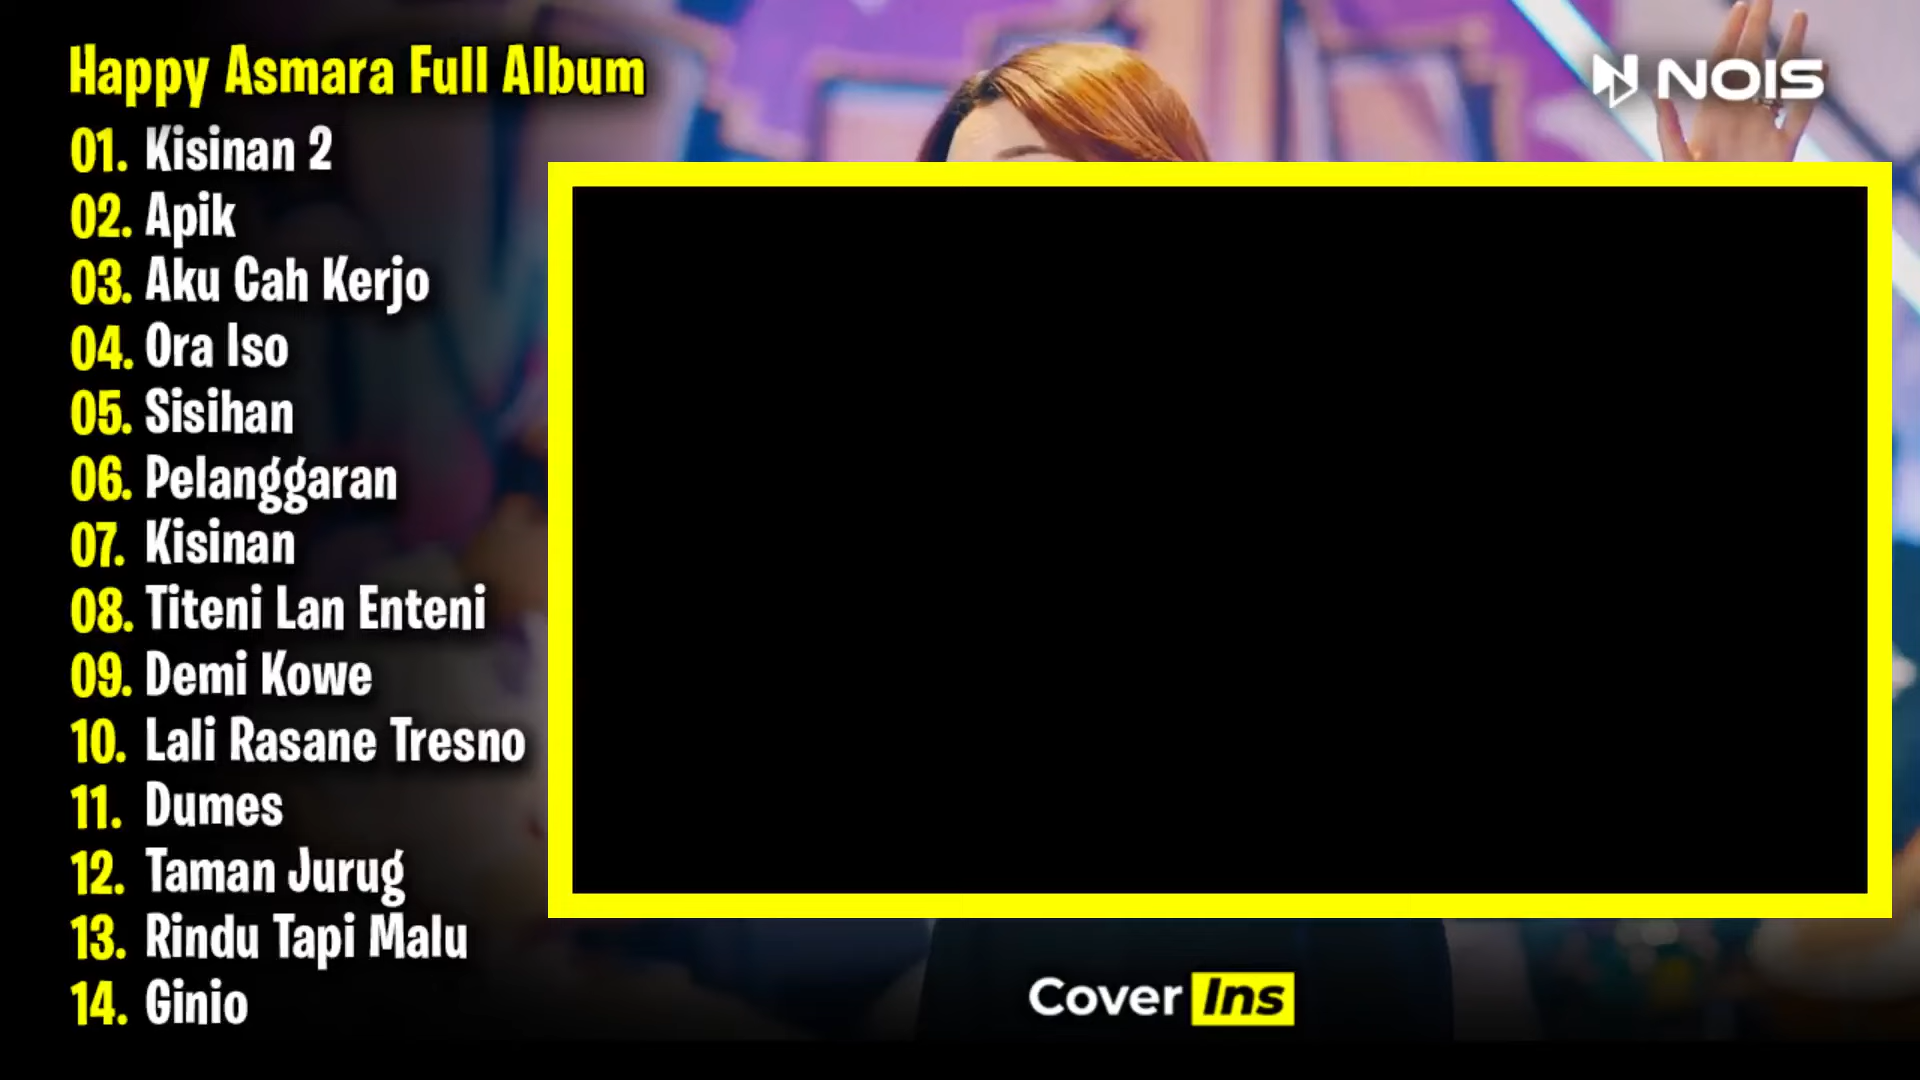 Happy Asmara Full Album
NOIS
01. Kisinan 2
02. Apik
03. Aku Cah Kerjo
04. Ora Iso
05. Sisihan
06. Pelanggaran
07. Kisinan
08. Titeni Lan Enteni
09. Demi Kowe
10. Lali Rasane Tresno
11. Dumes
12. Taman Jurug
13. Rindu Tapi Malu
14. Ginio
Cover Ins